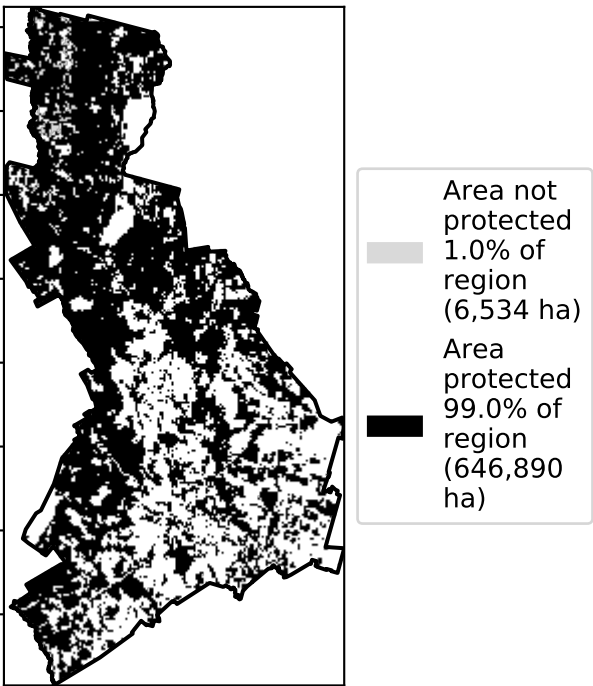 Area not
protected
1.0% of
region
(6,534 ha)
Area
protected
99.0% of
region
(646,890
ha)